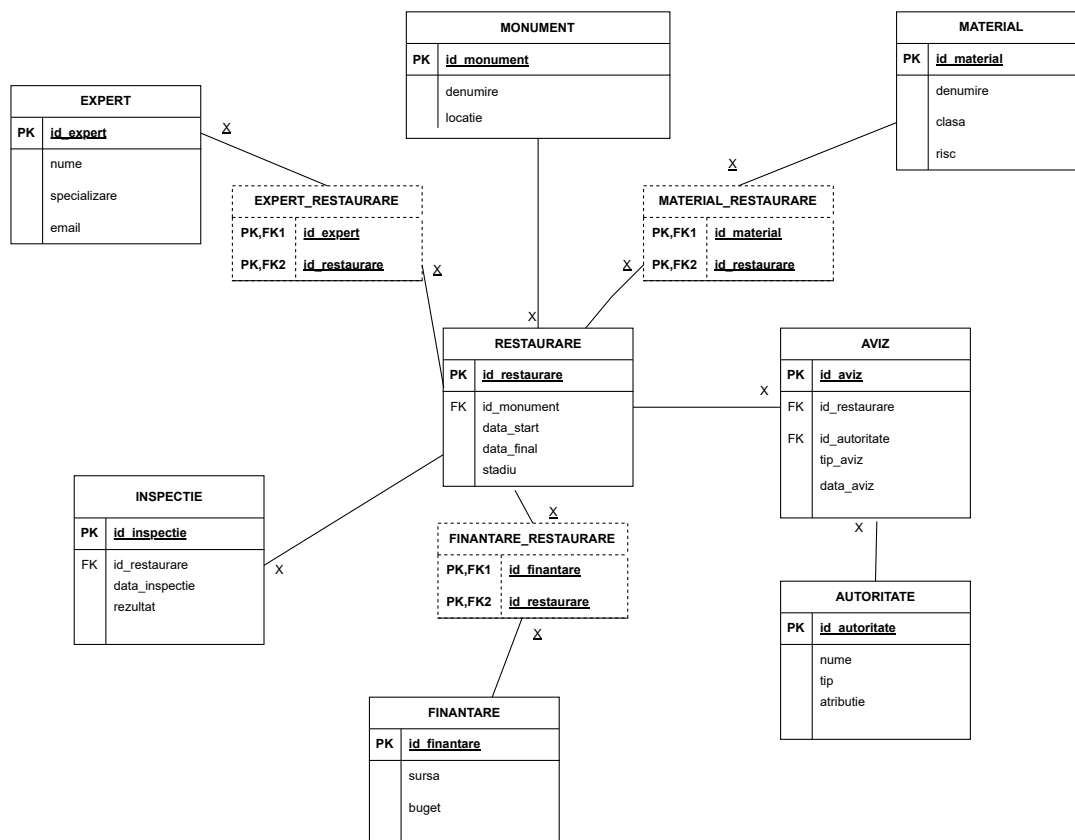 MONUMENT
PK id_monument
denumire
locatie
MATERIAL
PK id_material
denumire
clasa
risc
EXPERT
PK id_expert
nume
specializare
email
X
X
EXPERT_RESTAURARE
PK,FK1 id_expert
PK,FK2 id_restaurare
X
MATERIAL_RESTAURARE
PK,FK1 id_material
PK,FK2 id_restaurare
X
X
RESTAURARE
PK id_restaurare
FK id_monument
data_start
data_final
stadiu
X
AVIZ
PK id_aviz
FK id_restaurare
FK id_autoritate
tip_aviz
data_aviz
X
INSPECTIE
PK id_inspectie
FK id_restaurare
data_inspectie
rezultat
X
X
FINANTARE_RESTAURARE
PK,FK1 id_finantare
PK,FK2 id_restaurare
X
AUTORITATE
PK id_autoritate
nume
tip
atributie
FINANTARE
PK id_finantare
sursa
buget